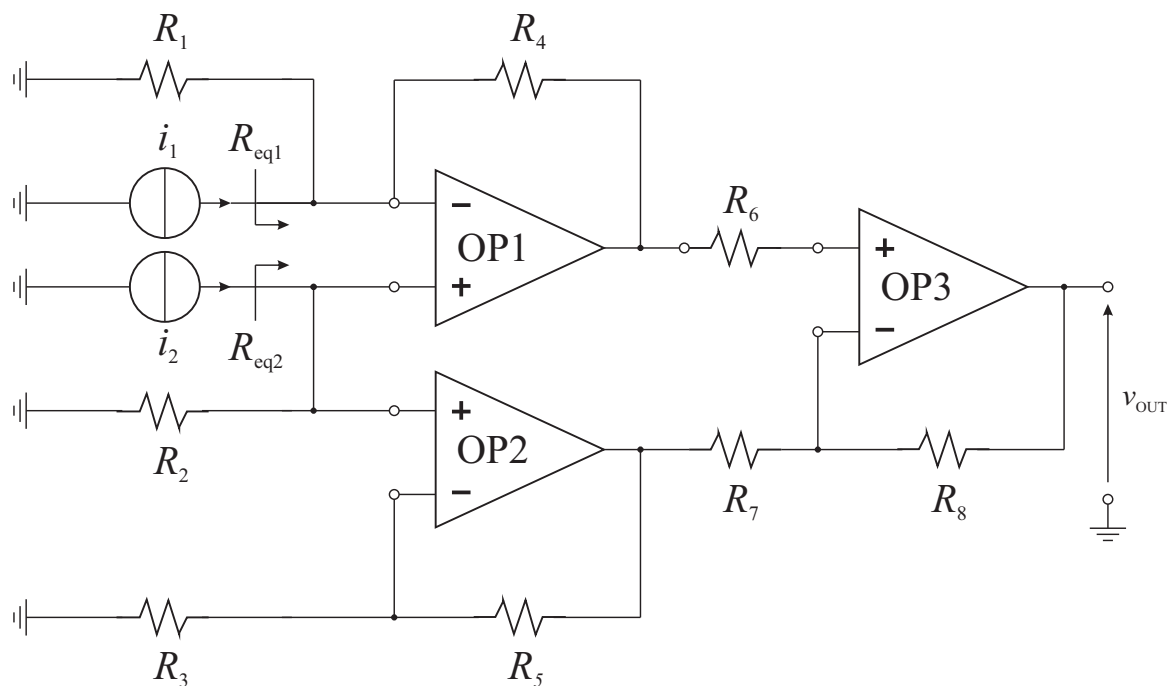 R1
R4
i1
Req1
R6
−
OP1
+
+
OP3
−
i2
Req2
vOUT
+
OP2
−
R2
R7
R8
R3
R5